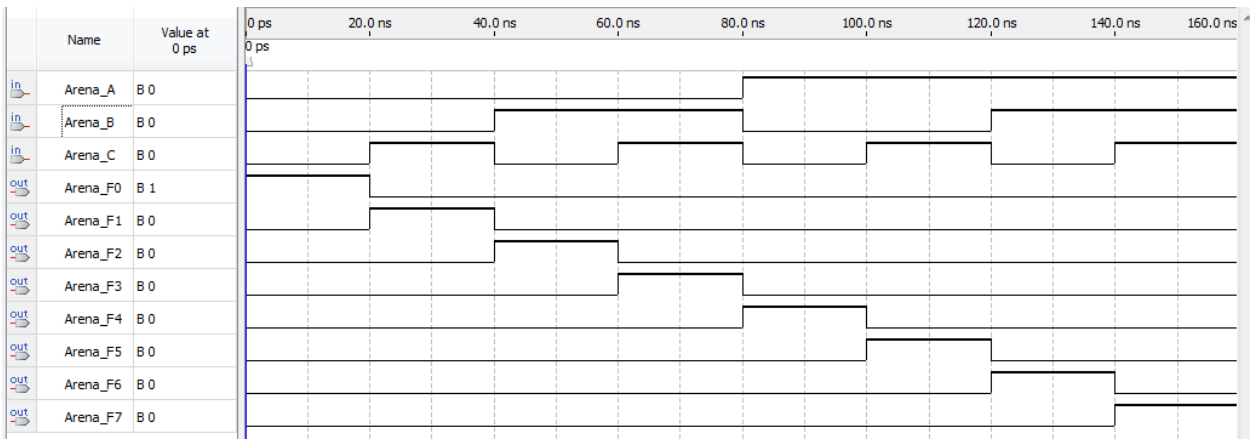 Name Value at 0 ps
0 ps 20.0 ns 40.0 ns 60.0 ns 80.0 ns 100.0 ns 120.0 ns 140.0 ns 160.0 ns
0 ps
in Arena_A B 0
in Arena_B B 0
in Arena_C B 0
out Arena_F0 B 1
out Arena_F1 B 0
out Arena_F2 B 0
out Arena_F3 B 0
out Arena_F4 B 0
out Arena_F5 B 0
out Arena_F6 B 0
out Arena_F7 B 0